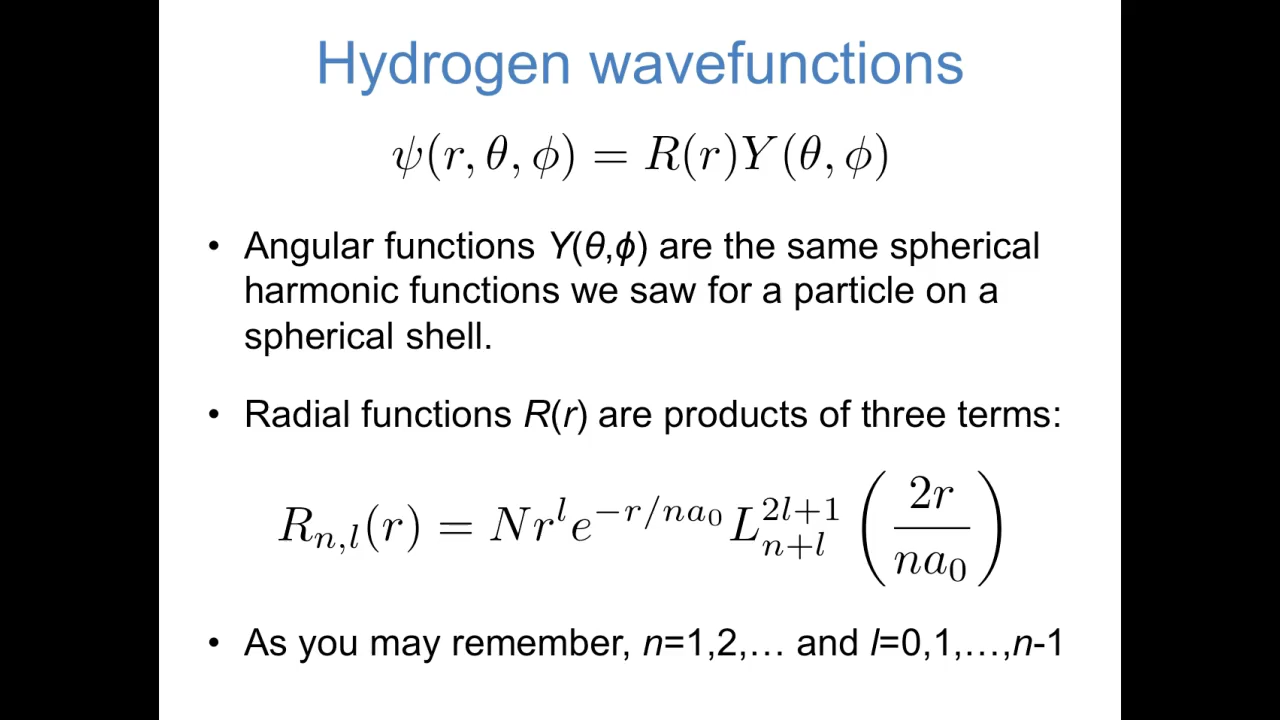 Hydrogen wavefunctions
ψ(r, θ, ϕ) = R(r)Y(θ, ϕ)
• Angular functions Y(θ,ϕ) are the same spherical
harmonic functions we saw for a particle on a
spherical shell.
• Radial functions R(r) are products of three terms:
R_{n,l}(r) = Nr^l e^{−r/na_0} L_{n+l}^{2l+1} (2r/na_0)
• As you may remember, n=1,2,… and l=0,1,…,n-1